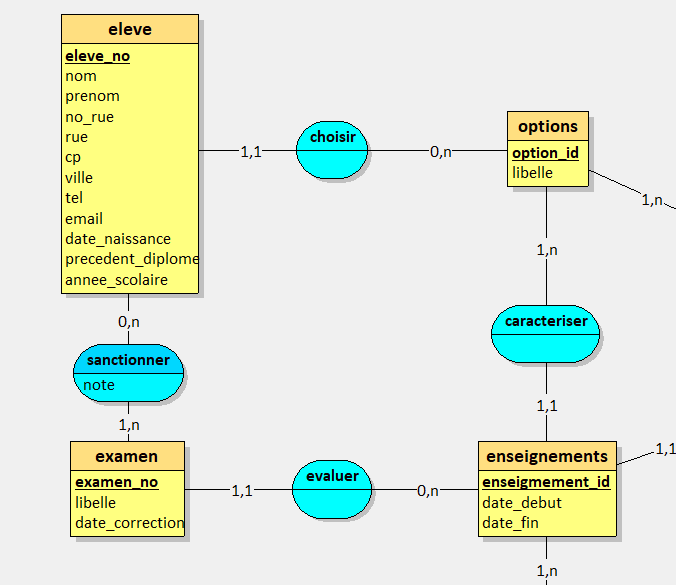 eleve
eleve_no
nom
prenom
no_rue
rue
cp
ville
tel
email
date_naissance
precedent_diplome
annee_scolaire
1,1
choisir
0,n
options
option_id
libelle
1,n
1,n
caracteriser
1,1
0,n
sanctionner
note
1,n
examen
examen_no
libelle
date_correction
1,1
evaluer
0,n
enseignements
enseigmement_id
date_debut
date_fin
1,1
1,n